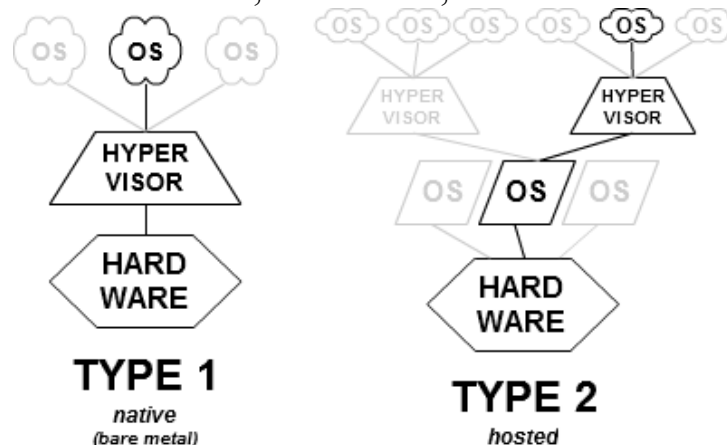 OS OS OS
HYPER
VISOR
HARD
WARE
TYPE 1
native
(bare metal)
OS OS OS OS OS OS
HYPER
VISOR
HYPER
VISOR
OS OS OS
HARD
WARE
TYPE 2
hosted